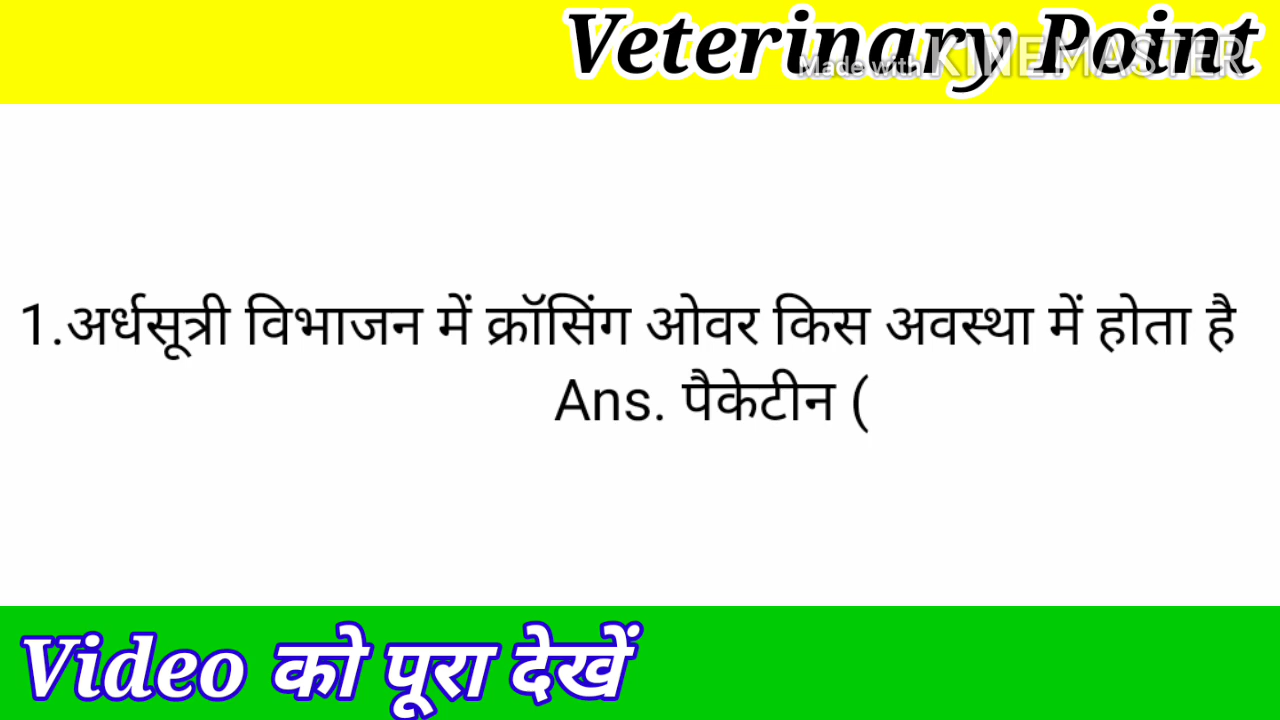 Veterinary Point
Made with KINEMASTER
1.अर्धसूत्री विभाजन में क्रॉसिंग ओवर किस अवस्था में होता है
Ans. पैकेटीन (
Video को पूरा देखें